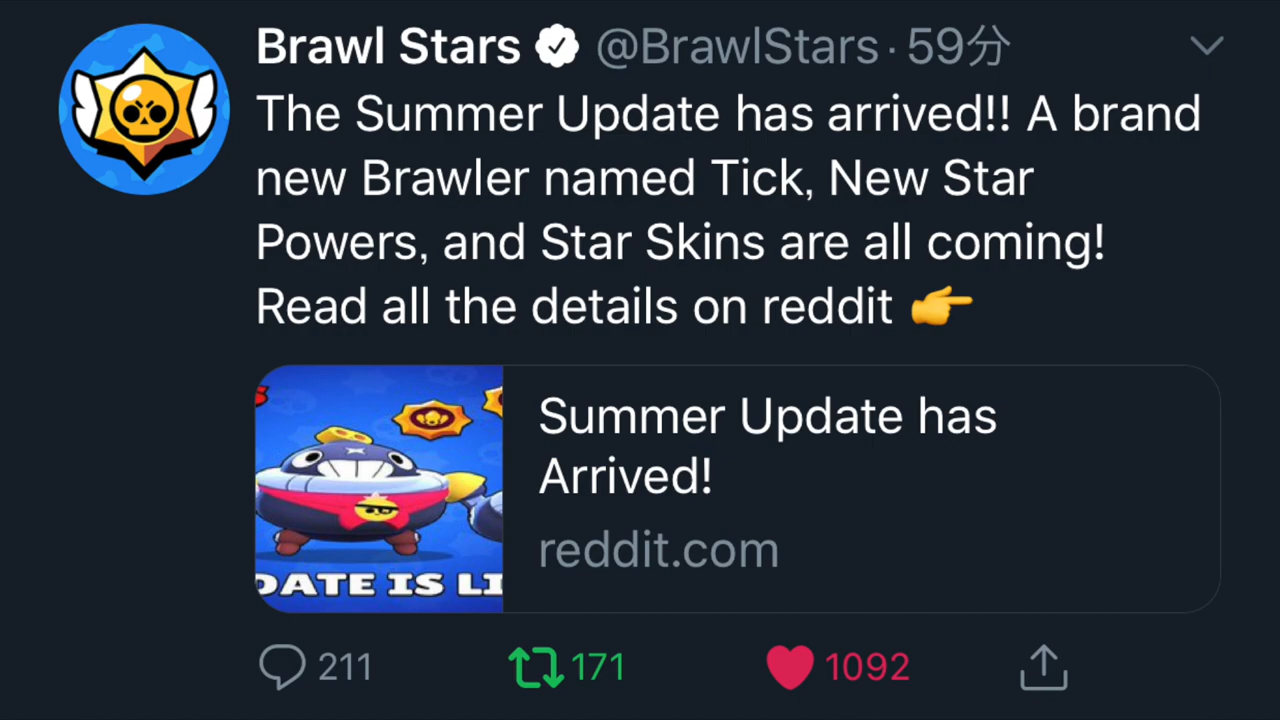 Brawl Stars @BrawlStars · 59分
The Summer Update has arrived!! A brand
new Brawler named Tick, New Star
Powers, and Star Skins are all coming!
Read all the details on reddit 👉
DATE IS LI
Summer Update has
Arrived!
reddit.com
211 171 1092